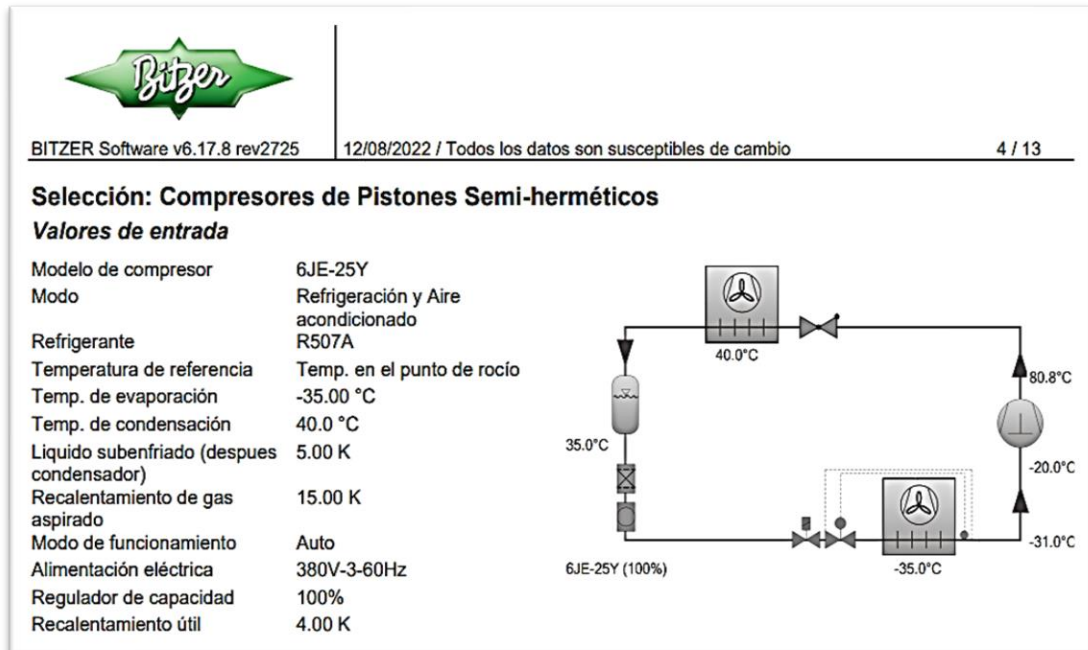 Bitzer
BITZER Software v6.17.8 rev2725
12/08/2022 / Todos los datos son susceptibles de cambio
4 / 13
Selección: Compresores de Pistones Semi-herméticos
Valores de entrada
Modelo de compresor 6JE-25Y
Modo Refrigeración y Aire
acondicionado
Refrigerante R507A
Temperatura de referencia Temp. en el punto de rocío
Temp. de evaporación -35.00 °C
Temp. de condensación 40.0 °C
Liquido subenfriado (despues 5.00 K
condensador)
Recalentamiento de gas 15.00 K
aspirado
Modo de funcionamiento Auto
Alimentación eléctrica 380V-3-60Hz
Regulador de capacidad 100%
Recalentamiento útil 4.00 K
40.0°C
80.8°C
35.0°C
-20.0°C
-31.0°C
6JE-25Y (100%)
-35.0°C